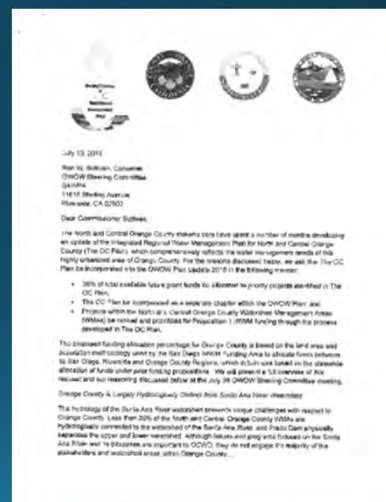 July 13, 2016
Ron W. Sullivan, Convener
OWOW Steering Committee
SAWPA
11615 Sterling Avenue
Riverside, CA 92503
Dear Commissioner Sullivan,
The North and Central Orange County stakeholders have spent a number of months developing
an update of the Integrated Regional Water Management Plan for North and Central Orange
County (The OC Plan), which comprehensively reflects the water management needs of this
highly urbanized area of Orange County. For the reasons discussed below, we ask that The OC
Plan be incorporated into the OWOW Plan Update 2018 in the following manner:
• 38% of total available future grant funds be allocated to priority projects identified in The
OC Plan;
• The OC Plan be incorporated as a separate chapter within the OWOW Plan; and
• Projects within the North and Central Orange County Watershed Management Areas
(WMAs) be ranked and prioritized for Proposition 1 IRWM funding through the process
developed in The OC Plan.
The proposed funding allocation percentage for Orange County is based on the land area and
population methodology used by the San Diego IRWM Funding Area to allocate funds between
its San Diego, Riverside and Orange County Regions, which in turn was based on the statewide
allocation of funds under prior funding propositions. We will present a full overview of this
request and our reasoning discussed below at the July 28 OWOW Steering Committee meeting.
Orange County is Largely Hydrologically Distinct from Santa Ana River Watershed
The hydrology of the Santa Ana River watershed presents unique challenges with respect to
Orange County. Less than 20% of the North and Central Orange County WMAs are
hydrologically connected to the watershed of the Santa Ana River, and Prado Dam physically
separates the upper and lower watershed. Although issues and programs focused on the Santa
Ana River and its tributaries are important to OCWD, they do not engage the majority of the
stakeholders and watershed areas within Orange County....